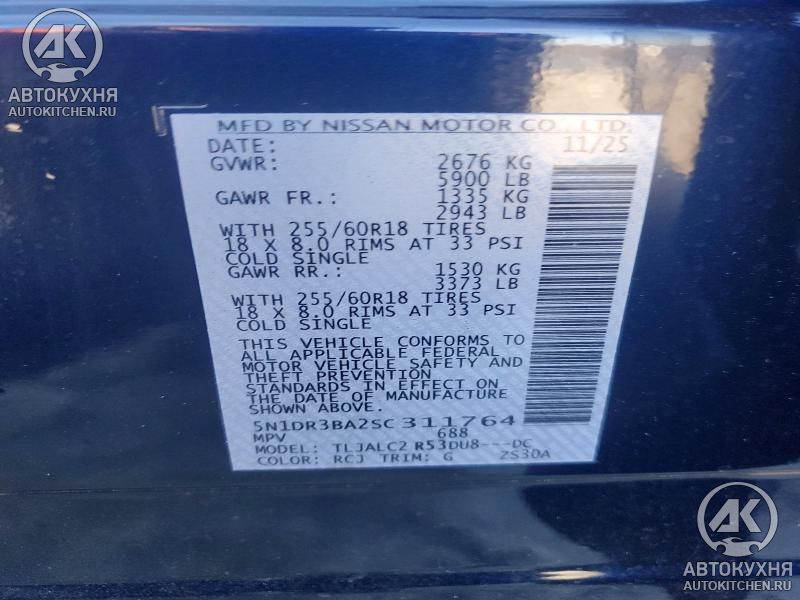 AK
АВТОКУХНЯ
AUTOKITCHEN.RU
MFD BY NISSAN MOTOR CO., LTD.
DATE: 11/25
GVWR: 2676 KG
5900 LB
GAWR FR.: 1335 KG
2943 LB
WITH 255/60R18 TIRES
18 X 8.0 RIMS AT 33 PSI
COLD SINGLE
GAWR RR.: 1530 KG
3373 LB
WITH 255/60R18 TIRES
18 X 8.0 RIMS AT 33 PSI
COLD SINGLE
THIS VEHICLE CONFORMS TO
ALL APPLICABLE FEDERAL
MOTOR VEHICLE SAFETY AND
THEFT PREVENTION
STANDARDS IN EFFECT ON
THE DATE OF MANUFACTURE
SHOWN ABOVE.
5N1DR3BA2SC311764
MPV 688
MODEL: TLJALC2 R53DU8---DC
COLOR: RCJ TRIM: G ZS30A
AK
АВТОКУХНЯ
AUTOKITCHEN.RU